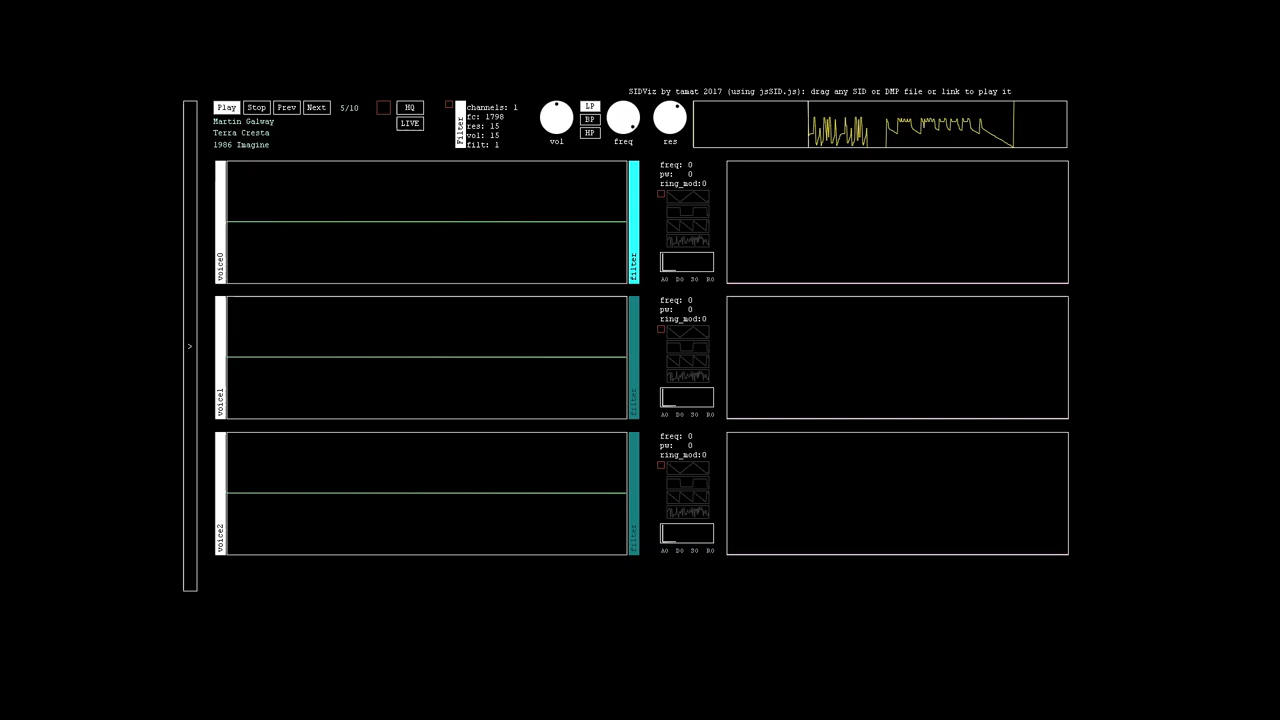 SIDViz by tamat 2017 (using jsSID.js): drag any SID or DMP file or link to play it
Play Stop Prev Next 5/10 HQ
LIVE
Martin Galway
Terra Cresta
1986 Imagine
Filter
channels: 1
fc: 1798
res: 15
vol: 15
filt: 1
vol
LP
BP
HP
freq
res
>
voice0
filter
freq: 0
pw: 0
ring_mod:0
A0 D0 S0 R0
voice1
filter
freq: 0
pw: 0
ring_mod:0
A0 D0 S0 R0
voice2
filter
freq: 0
pw: 0
ring_mod:0
A0 D0 S0 R0